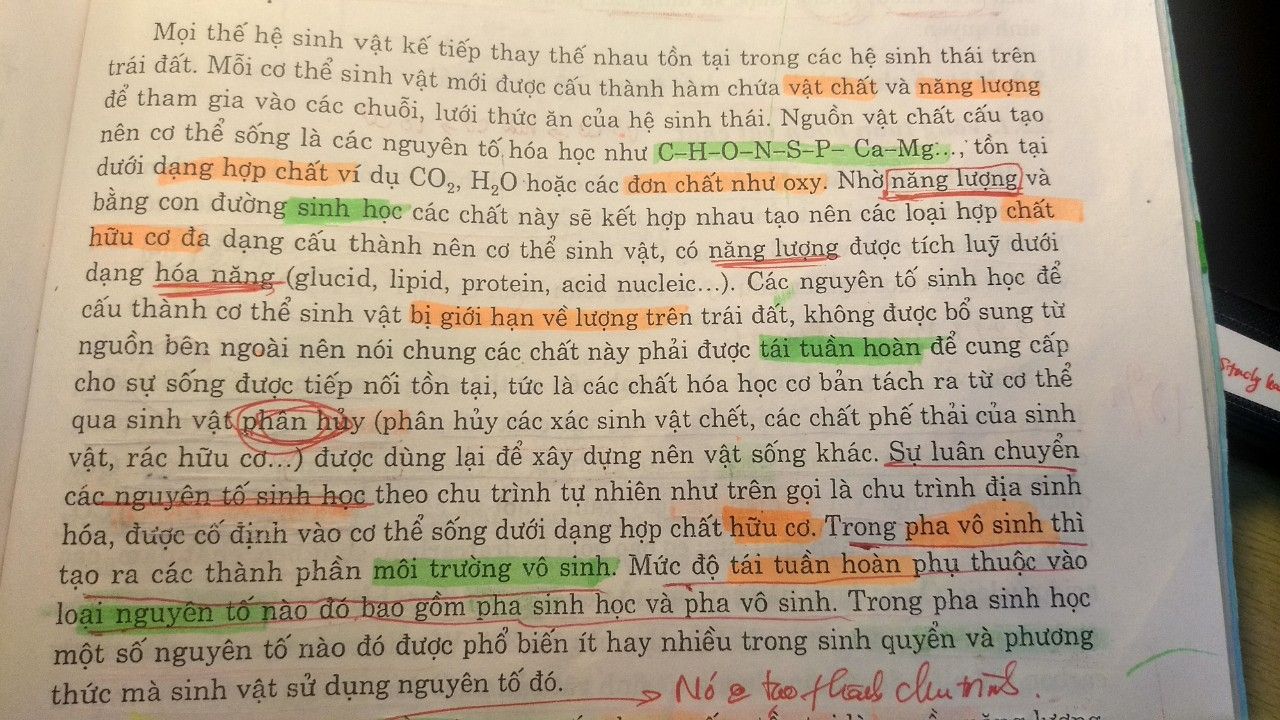 Mọi thế hệ sinh vật kế tiếp thay thế nhau tồn tại trong các hệ sinh thái trên
trái đất. Mỗi cơ thể sinh vật mới được cấu thành hàm chứa vật chất và năng lượng
để tham gia vào các chuỗi, lưới thức ăn của hệ sinh thái. Nguồn vật chất cấu tạo
nên cơ thể sống là các nguyên tố hóa học như C–H–O–N–S–P– Ca–Mg..., tồn tại
dưới dạng hợp chất ví dụ CO₂, H₂O hoặc các đơn chất như oxy. Nhờ năng lượng và
bằng con đường sinh học các chất này sẽ kết hợp nhau tạo nên các loại hợp chất
hữu cơ đa dạng cấu thành nên cơ thể sinh vật, có năng lượng được tích luỹ dưới
dạng hóa năng (glucid, lipid, protein, acid nucleic...). Các nguyên tố sinh học để
cấu thành cơ thể sinh vật bị giới hạn về lượng trên trái đất, không được bổ sung từ
nguồn bên ngoài nên nói chung các chất này phải được tái tuần hoàn để cung cấp
cho sự sống được tiếp nối tồn tại, tức là các chất hóa học cơ bản tách ra từ cơ thể
qua sinh vật phân hủy (phân hủy các xác sinh vật chết, các chất phế thải của sinh
vật, rác hữu cơ...) được dùng lại để xây dựng nên vật sống khác. Sự luân chuyển
các nguyên tố sinh học theo chu trình tự nhiên như trên gọi là chu trình địa sinh
hóa, được cố định vào cơ thể sống dưới dạng hợp chất hữu cơ. Trong pha vô sinh thì
tạo ra các thành phần môi trường vô sinh. Mức độ tái tuần hoàn phụ thuộc vào
loại nguyên tố nào đó bao gồm pha sinh học và pha vô sinh. Trong pha sinh học
một số nguyên tố nào đó được phổ biến ít hay nhiều trong sinh quyển và phương
thức mà sinh vật sử dụng nguyên tố đó.
Nó tạo thành chu trình.
Study